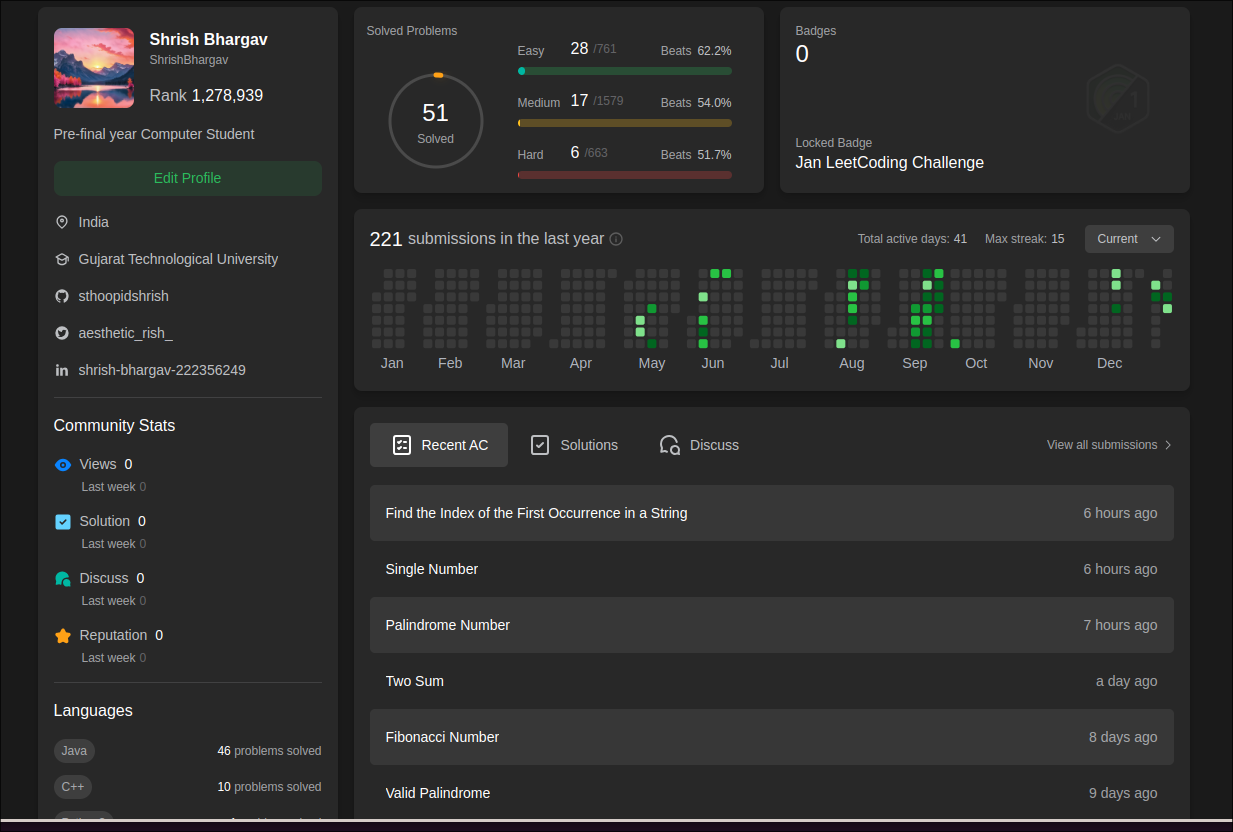 Shrish Bhargav
ShrishBhargav
Rank 1,278,939
Pre-final year Computer Student
Edit Profile
India
Gujarat Technological University
sthoopidshrish
aesthetic_rish_
shrish-bhargav-222356249
Community Stats
Views 0
Last week 0
Solution 0
Last week 0
Discuss 0
Last week 0
Reputation 0
Last week 0
Languages
Java 46 problems solved
C++ 10 problems solved
Solved Problems
51
Solved
Easy 28 /761 Beats 62.2%
Medium 17 /1579 Beats 54.0%
Hard 6 /663 Beats 51.7%
Badges
0
Locked Badge
Jan LeetCoding Challenge
221 submissions in the last year
Total active days: 41 Max streak: 15 Current
Jan Feb Mar Apr May Jun Jul Aug Sep Oct Nov Dec
Recent AC Solutions Discuss View all submissions
Find the Index of the First Occurrence in a String 6 hours ago
Single Number 6 hours ago
Palindrome Number 7 hours ago
Two Sum a day ago
Fibonacci Number 8 days ago
Valid Palindrome 9 days ago